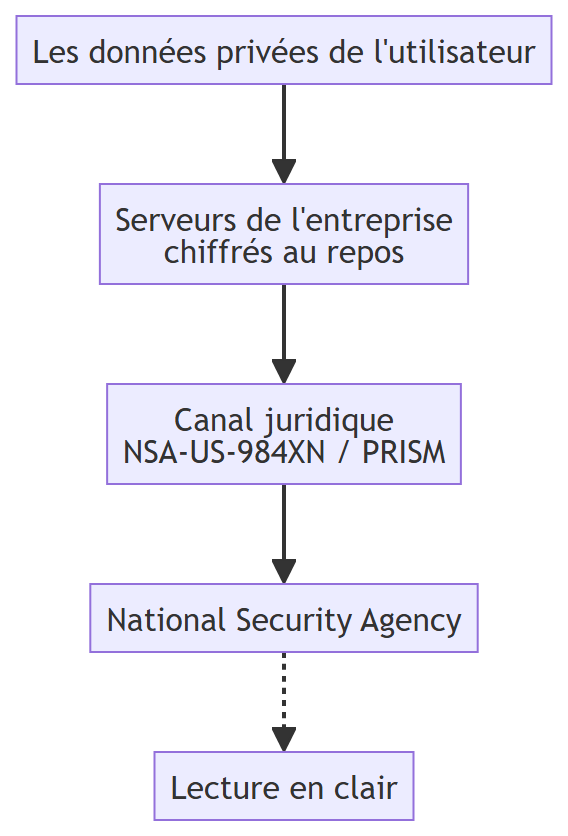 Les données privées de l'utilisateur
Serveurs de l'entreprise
chiffrés au repos
Canal juridique
NSA-US-984XN / PRISM
National Security Agency
Lecture en clair